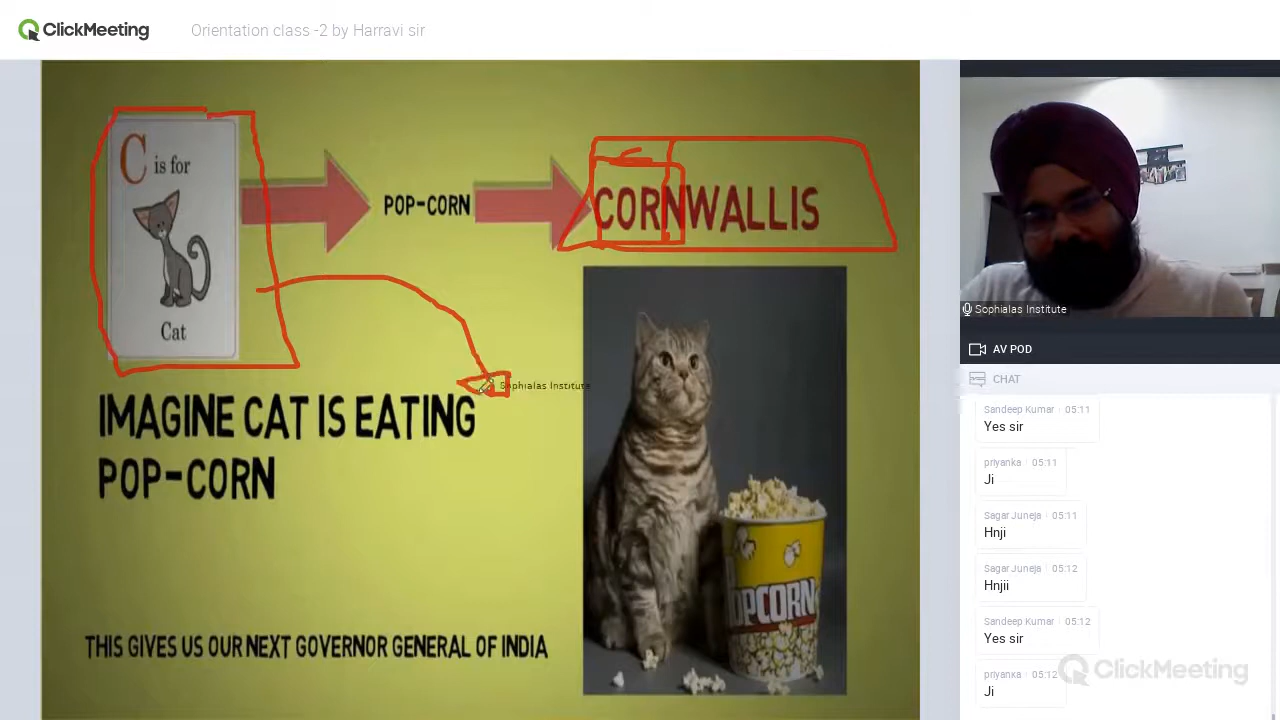 ClickMeeting
Orientation class -2 by Harravi sir
C is for
Cat
POP-CORN
CORNWALLIS
Sophialas Institute
IMAGINE CAT IS EATING
POP-CORN
OPCORN
THIS GIVES US OUR NEXT GOVERNOR GENERAL OF INDIA
Sophialas Institute
AV POD
CHAT
Sandeep Kumar 05:11
Yes sir
priyanka 05:11
Ji
Sagar Juneja 05:11
Hnji
Sagar Juneja 05:12
Hnjii
Sandeep Kumar 05:12
Yes sir
priyanka 05:12
Ji
ClickMeeting